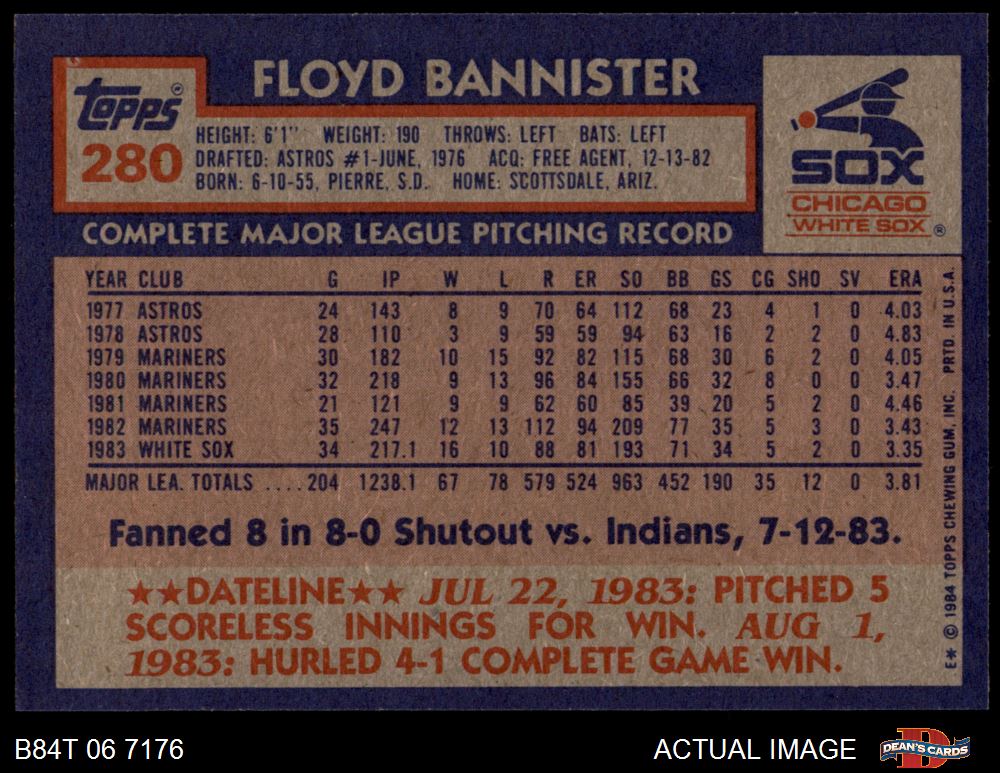 FLOYD BANNISTER
Topps®
280
HEIGHT: 6'1" WEIGHT: 190 THROWS: LEFT BATS: LEFT
DRAFTED: ASTROS #1-JUNE, 1976 ACQ: FREE AGENT, 12-13-82
BORN: 6-10-55, PIERRE, S.D. HOME: SCOTTSDALE, ARIZ.
SOX
CHICAGO
WHITE SOX ®
COMPLETE MAJOR LEAGUE PITCHING RECORD
YEAR CLUB G IP W L R ER SO BB GS CG SHO SV ERA
1977 ASTROS 24 143 8 9 70 64 112 68 23 4 1 0 4.03
1978 ASTROS 28 110 3 9 59 59 94 63 16 2 2 0 4.83
1979 MARINERS 30 182 10 15 92 82 115 68 30 6 2 0 4.05
1980 MARINERS 32 218 9 13 96 84 155 66 32 8 0 0 3.47
1981 MARINERS 21 121 9 9 62 60 85 39 20 5 2 0 4.46
1982 MARINERS 35 247 12 13 112 94 209 77 35 5 3 0 3.43
1983 WHITE SOX 34 217.1 16 10 88 81 193 71 34 5 2 0 3.35
MAJOR LEA. TOTALS ....204 1238.1 67 78 579 524 963 452 190 35 12 0 3.81
Fanned 8 in 8-0 Shutout vs. Indians, 7-12-83.
★★DATELINE★★ JUL 22, 1983: PITCHED 5
SCORELESS INNINGS FOR WIN. AUG 1,
1983: HURLED 4-1 COMPLETE GAME WIN.
E* © 1984 TOPPS CHEWING GUM, INC. PRTD. IN U.S.A.
B84T 06 7176
ACTUAL IMAGE
DEAN'S CARDS